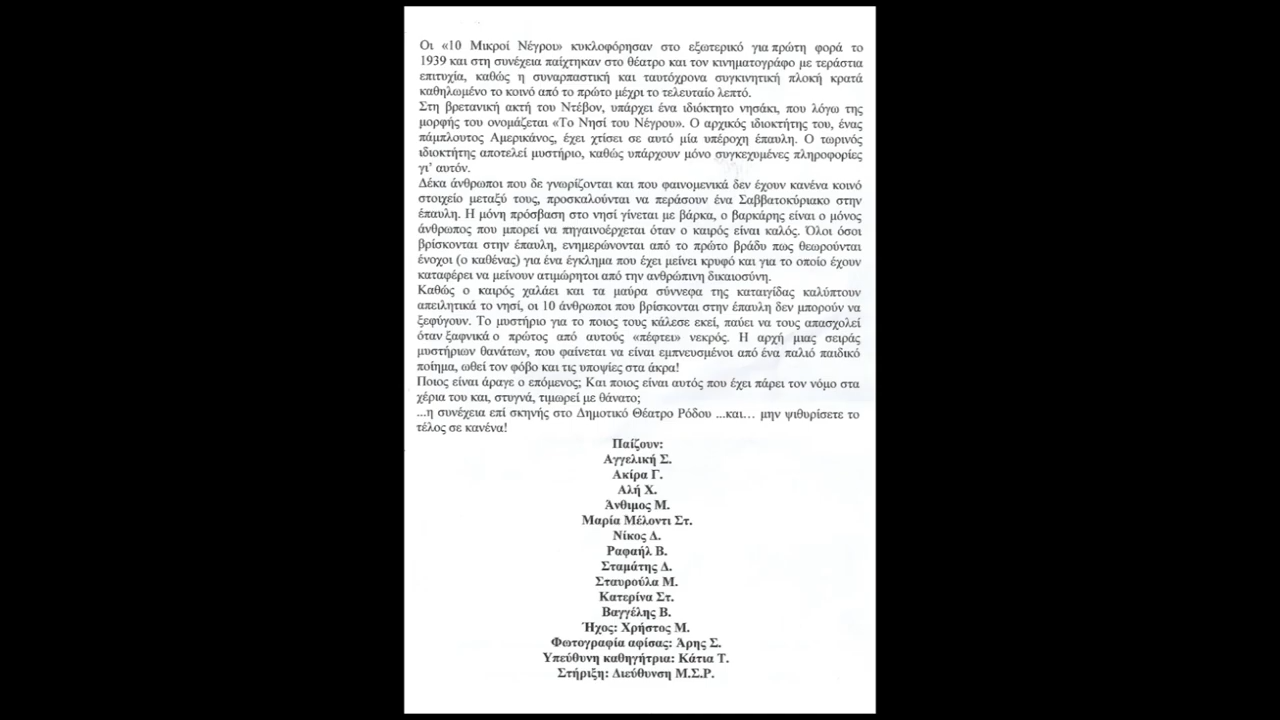 Οι «10 Μικροί Νέγροι» κυκλοφόρησαν στο εξωτερικό για πρώτη φορά το
1939 και στη συνέχεια παίχτηκαν στο θέατρο και τον κινηματογράφο με τεράστια
επιτυχία, καθώς η συναρπαστική και ταυτόχρονα συγκινητική πλοκή κρατά
καθηλωμένο το κοινό από το πρώτο μέχρι το τελευταίο λεπτό.
Στη βρετανική ακτή του Ντέβον, υπάρχει ένα ιδιόκτητο νησάκι, που λόγω της
μορφής του ονομάζεται «Το Νησί του Νέγρου». Ο αρχικός ιδιοκτήτης του, ένας
πάμπλουτος Αμερικάνος, έχει χτίσει σε αυτό μία υπέροχη έπαυλη. Ο τωρινός
ιδιοκτήτης αποτελεί μυστήριο, καθώς υπάρχουν μόνο συγκεχυμένες πληροφορίες
γι' αυτόν.
Δέκα άνθρωποι που δε γνωρίζονται και που φαινομενικά δεν έχουν κανένα κοινό
στοιχείο μεταξύ τους, προσκαλούνται να περάσουν ένα Σαββατοκύριακο στην
έπαυλη. Η μόνη πρόσβαση στο νησί γίνεται με βάρκα, ο βαρκάρης είναι ο μόνος
άνθρωπος που μπορεί να πηγαινοέρχεται όταν ο καιρός είναι καλός. Όλοι όσοι
βρίσκονται στην έπαυλη, ενημερώνονται από το πρώτο βράδυ πως θεωρούνται
ένοχοι (ο καθένας) για ένα έγκλημα που έχει μείνει κρυφό και για το οποίο έχουν
καταφέρει να μείνουν ατιμώρητοι από την ανθρώπινη δικαιοσύνη.
Καθώς ο καιρός χαλάει και τα μαύρα σύννεφα της καταιγίδας καλύπτουν
απειλητικά το νησί, οι 10 άνθρωποι που βρίσκονται στην έπαυλη δεν μπορούν να
ξεφύγουν. Το μυστήριο για το ποιος τους κάλεσε εκεί, παύει να τους απασχολεί
όταν ξαφνικά ο πρώτος από αυτούς «πέφτει» νεκρός. Η αρχή μιας σειράς
μυστήριων θανάτων, που φαίνεται να είναι εμπνευσμένοι από ένα παλιό παιδικό
ποίημα, ωθεί τον φόβο και τις υποψίες στα άκρα!
Ποιος είναι άραγε ο επόμενος; Και ποιος είναι αυτός που έχει πάρει τον νόμο στα
χέρια του και, στυγνά, τιμωρεί με θάνατο;
...η συνέχεια επί σκηνής στο Δημοτικό Θέατρο Ρόδου ...και… μην ψιθυρίσετε το
τέλος σε κανένα!
Παίζουν:
Αγγελική Σ.
Ακίρα Γ.
Αλή Χ.
Άνθιμος Μ.
Μαρία Μέλοντι Στ.
Νίκος Δ.
Ραφαήλ Β.
Σταμάτης Δ.
Σταυρούλα Μ.
Κατερίνα Στ.
Βαγγέλης Β.
Ήχος: Χρήστος Μ.
Φωτογραφία αφίσας: Άρης Σ.
Υπεύθυνη καθηγήτρια: Κάτια Τ.
Στήριξη: Διεύθυνση Μ.Σ.Ρ.